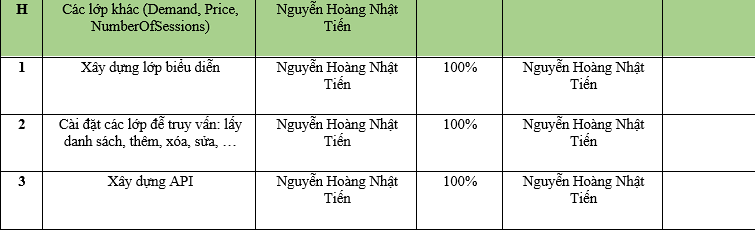 H Các lớp khác (Demand, Price, Nguyễn Hoàng Nhật
NumberOfSessions) Tiến
1 Xây dựng lớp biểu diễn Nguyễn Hoàng Nhật 100% Nguyễn Hoàng Nhật
Tiến Tiến
2 Cài đặt các lớp để truy vấn: lấy Nguyễn Hoàng Nhật 100% Nguyễn Hoàng Nhật
danh sách, thêm, xóa, sửa, … Tiến Tiến
3 Xây dựng API Nguyễn Hoàng Nhật 100% Nguyễn Hoàng Nhật
Tiến Tiến